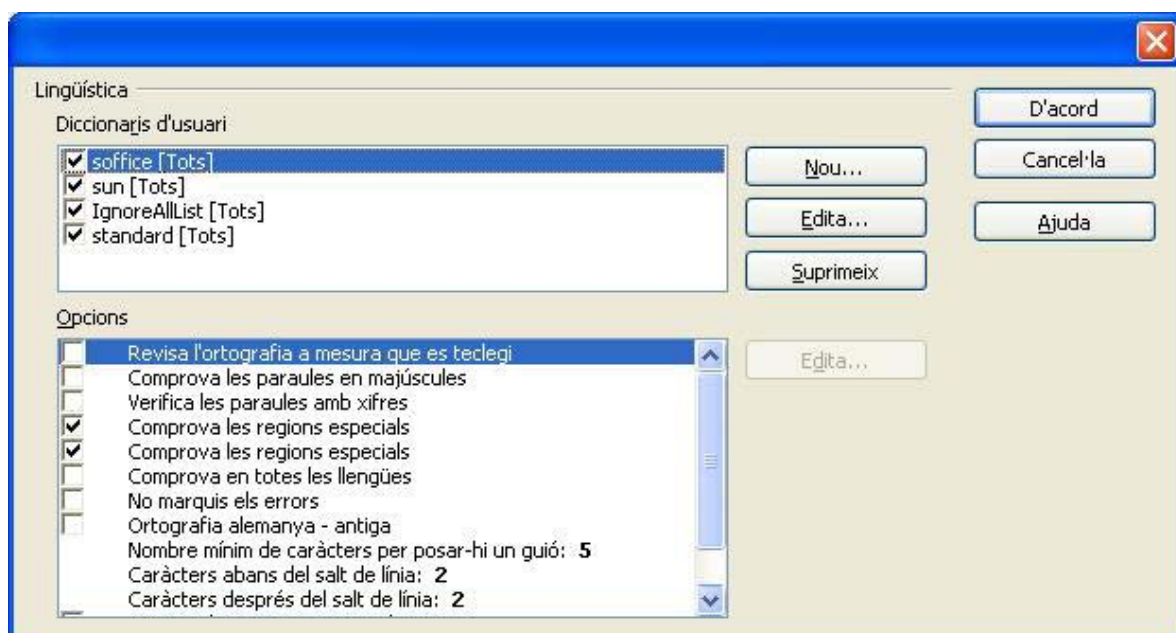 Lingüística
Diccionaris d'usuari
soffice [Tots]
sun [Tots]
IgnoreAllList [Tots]
standard [Tots]
Nou...
Edita...
Suprimeix
D'acord
Cancel·la
Ajuda
Opcions
Revisa l'ortografia a mesura que es teclegi
Comprova les paraules en majúscules
Verifica les paraules amb xifres
Comprova les regions especials
Comprova les regions especials
Comprova en totes les llengües
No marquis els errors
Ortografia alemanya - antiga
Nombre mínim de caràcters per posar-hi un guió: 5
Caràcters abans del salt de línia: 2
Caràcters després del salt de línia: 2
Edita...